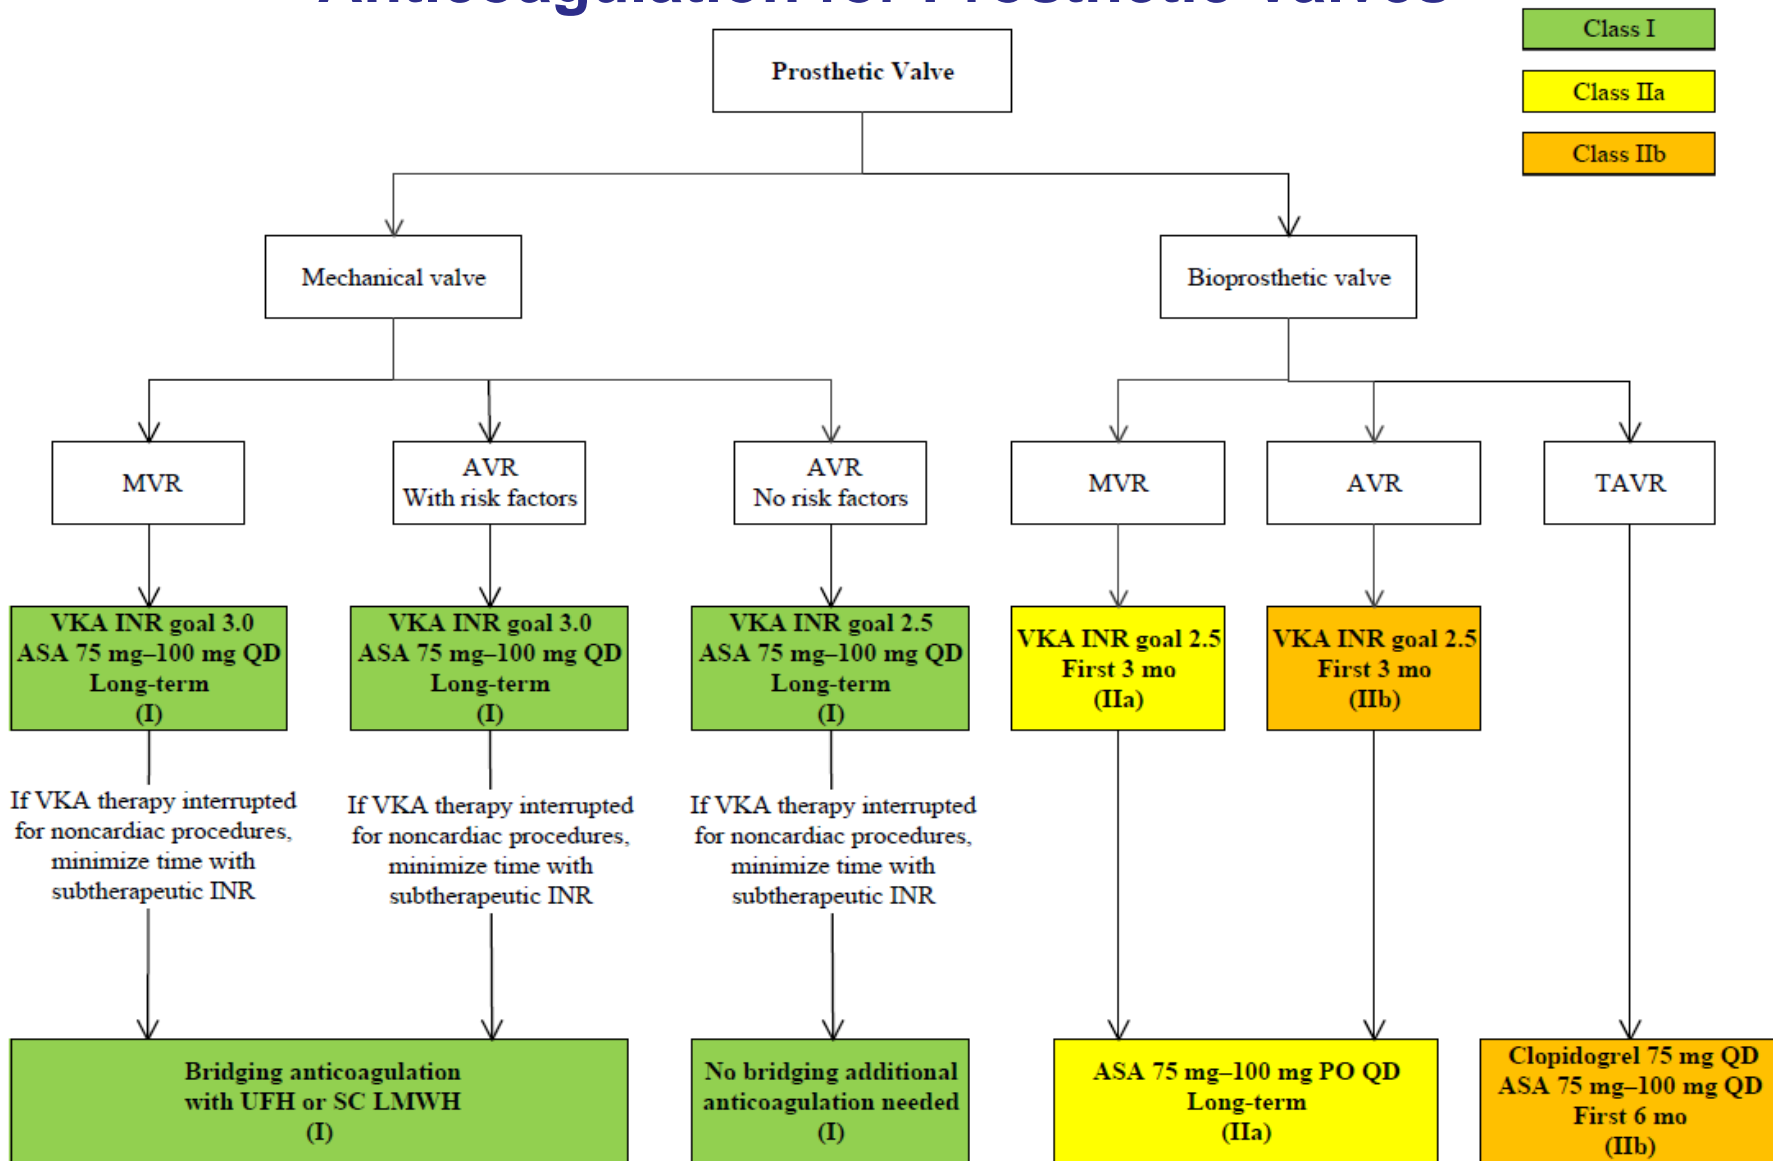 Anticoagulation for Prosthetic Valves
Class I
Class IIa
Class IIb
Prosthetic Valve
Mechanical valve
Bioprosthetic valve
MVR
AVR
With risk factors
AVR
No risk factors
MVR
AVR
TAVR
VKA INR goal 3.0
ASA 75 mg–100 mg QD
Long-term
(I)
VKA INR goal 3.0
ASA 75 mg–100 mg QD
Long-term
(I)
VKA INR goal 2.5
ASA 75 mg–100 mg QD
Long-term
(I)
VKA INR goal 2.5
First 3 mo
(IIa)
VKA INR goal 2.5
First 3 mo
(IIb)
If VKA therapy interrupted
for noncardiac procedures,
minimize time with
subtherapeutic INR
If VKA therapy interrupted
for noncardiac procedures,
minimize time with
subtherapeutic INR
If VKA therapy interrupted
for noncardiac procedures,
minimize time with
subtherapeutic INR
Bridging anticoagulation
with UFH or SC LMWH
(I)
No bridging additional
anticoagulation needed
(I)
ASA 75 mg–100 mg PO QD
Long-term
(IIa)
Clopidogrel 75 mg QD
ASA 75 mg–100 mg QD
First 6 mo
(IIb)